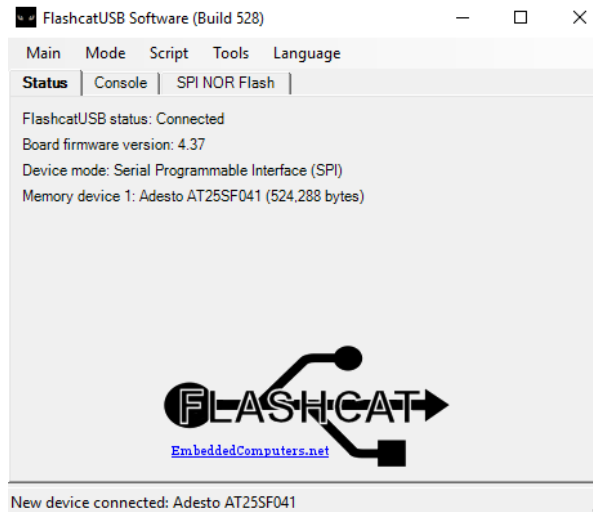 FlashcatUSB Software (Build 528)
Main Mode Script Tools Language
Status Console SPI NOR Flash
FlashcatUSB status: Connected
Board firmware version: 4.37
Device mode: Serial Programmable Interface (SPI)
Memory device 1: Adesto AT25SF041 (524,288 bytes)
FLASHCAT
EmbeddedComputers.net
New device connected: Adesto AT25SF041